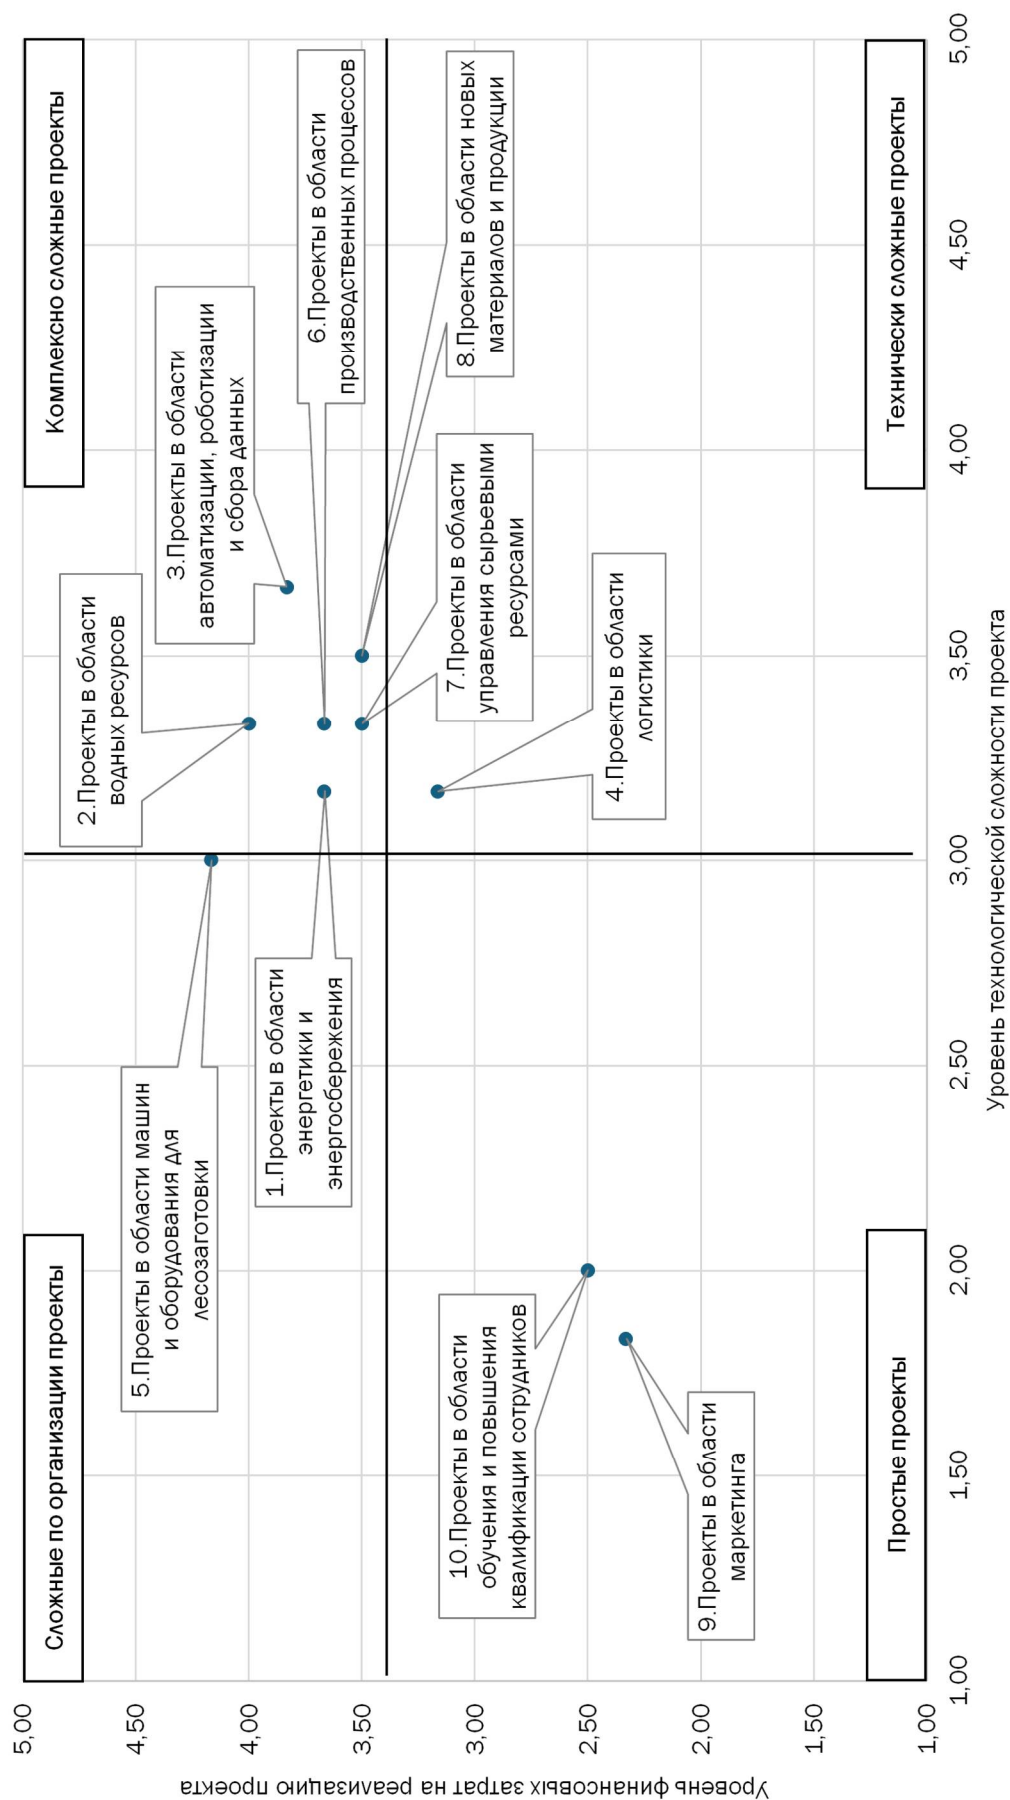 Сложные по организации проекты
Комплексно сложные проекты
5.Проекты в области машин
и оборудования для
лесозаготовки
2.Проекты в области
водных ресурсов
3.Проекты в области
автоматизации, роботизации
и сбора данных
6.Проекты в области
производственных процессов
1.Проекты в области
энергетики и
энергосбережения
8.Проекты в области новых
материалов и продукции
7.Проекты в области
управления сырьевыми
ресурсами
4.Проекты в области
логистики
10.Проекты в области
обучения и повышения
квалификации сотрудников
9.Проекты в области
маркетинга
Простые проекты
Технически сложные проекты
Уровень финансовых затрат на реализацию проекта
5,00
4,50
4,00
3,50
3,00
2,50
2,00
1,50
1,00
1,00
1,50
2,00
2,50
3,00
3,50
4,00
4,50
5,00
Уровень технологической сложности проекта